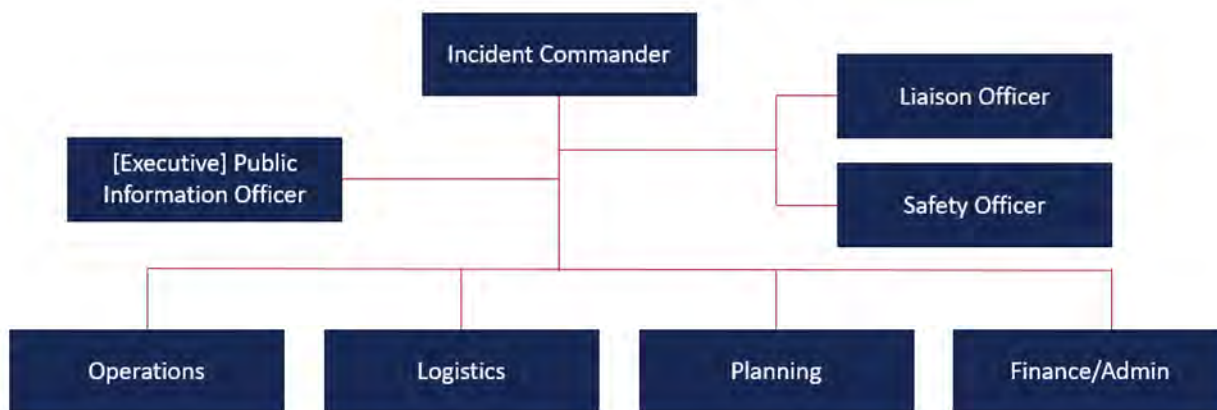 Incident Commander
Liaison Officer
[Executive] Public
Information Officer
Safety Officer
Operations
Logistics
Planning
Finance/Admin